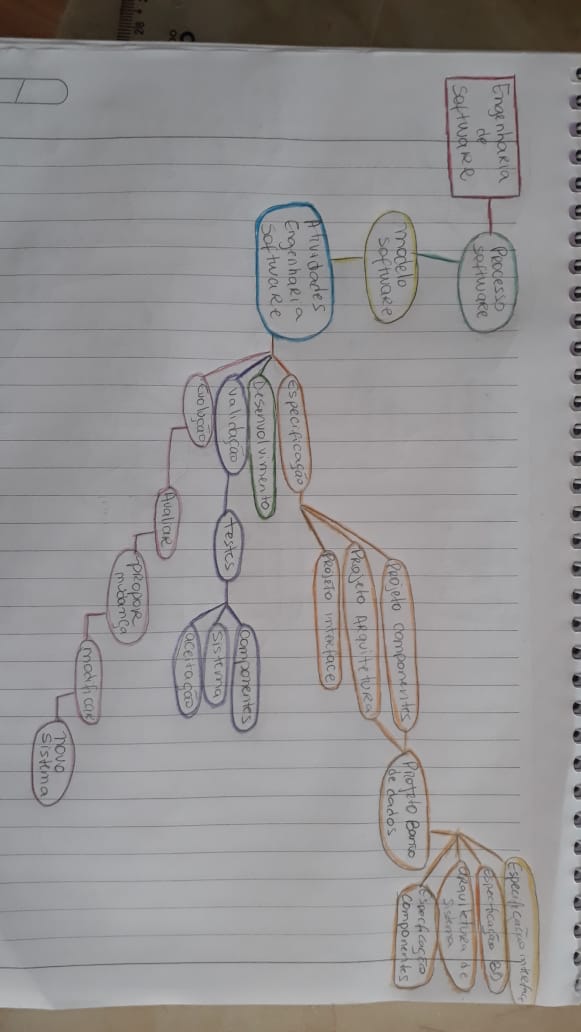 Engenharia
de
Software
Processo
software
modelo
software
Atividades
Engenharia
Software
Especificação
Desenvolvimento
Validação
Evolução
Projeto componentes
Projeto Arquitetura
Projeto interface
Projeto Banco
de dados
Especificação interface
especificação BD
arquitetura de
sistema
Especificação
componentes
Testes
componentes
sistema
aceitação
Avaliar
propor
mudança
modificar
novo
sistema